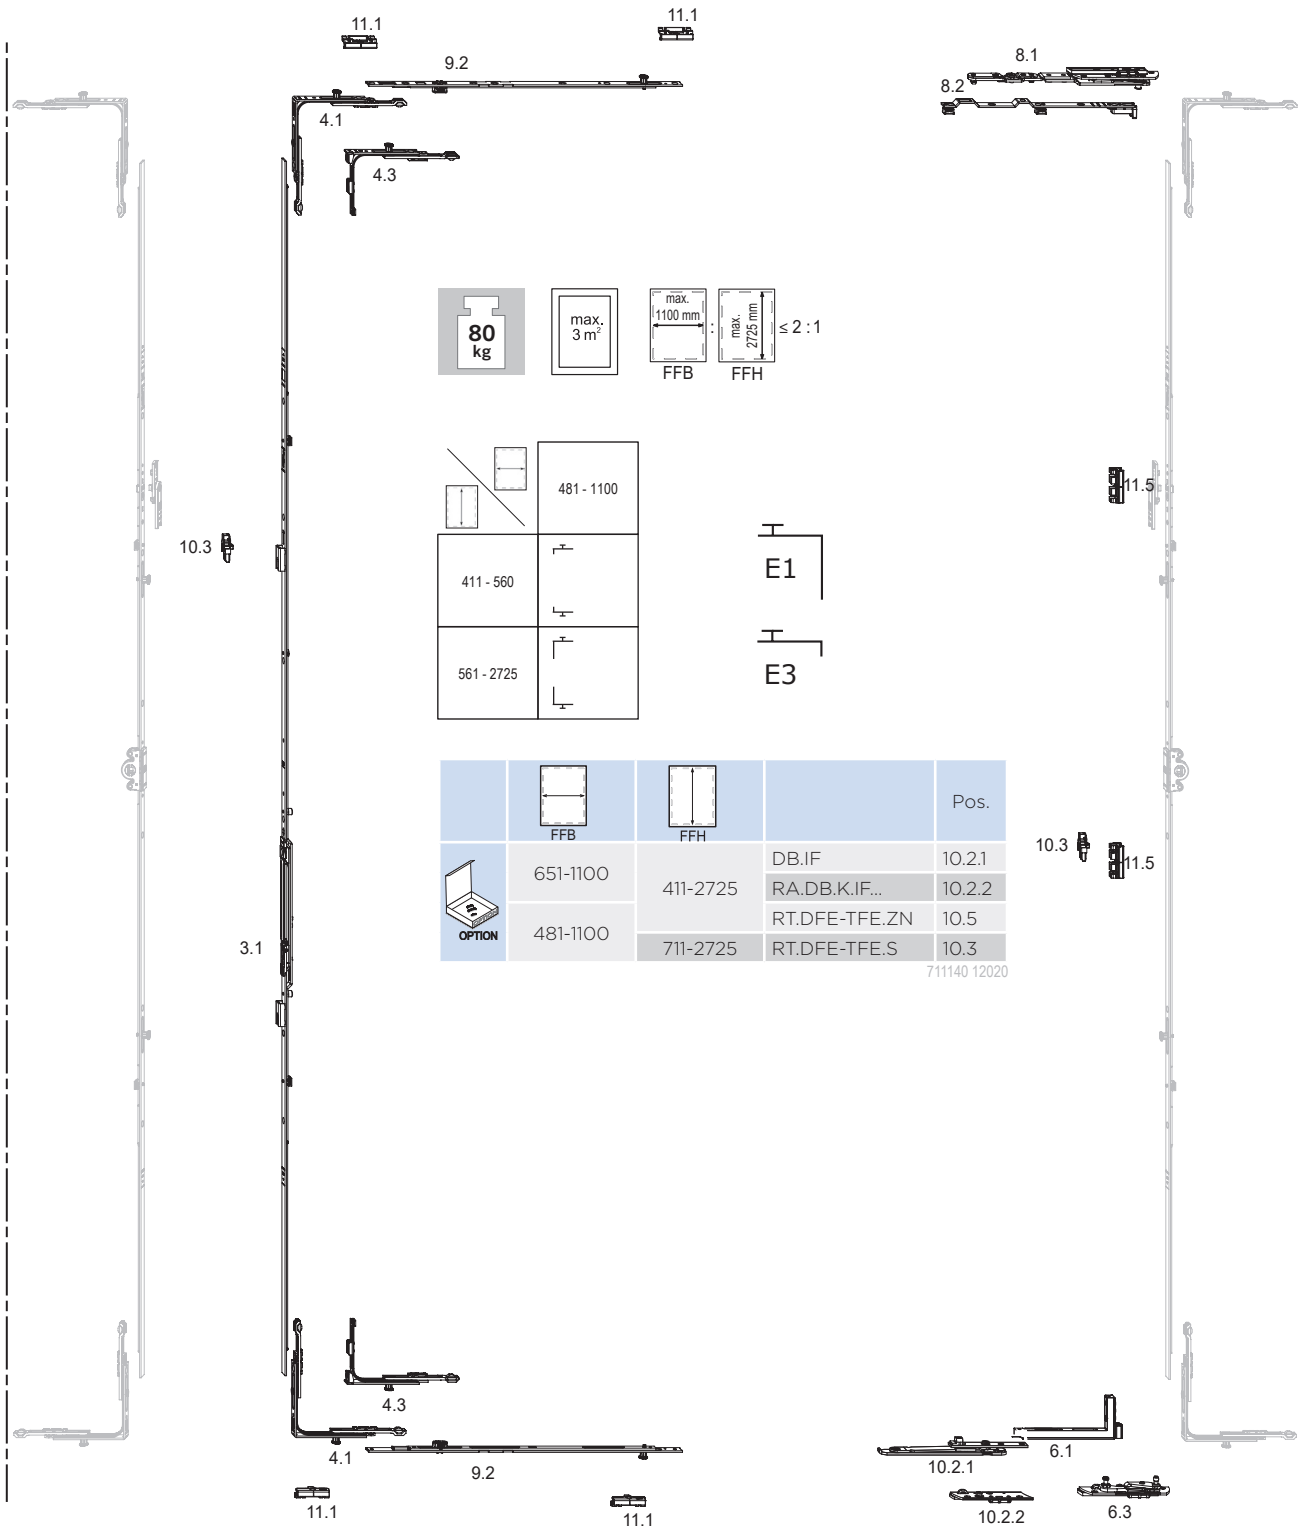 11.1
11.1
9.2
8.1
8.2
4.1
4.3
80
kg
max.
3 m²
max.
1100 mm
:
max.
2725 mm
≤ 2 : 1
FFB
FFH
481 - 1100
411 - 560
561 - 2725
E1
E3
11.5
10.3
FFB
FFH
Pos.
OPTION
651-1100
411-2725
DB.IF
10.2.1
RA.DB.K.IF...
10.2.2
481-1100
RT.DFE-TFE.ZN
10.5
711-2725
RT.DFE-TFE.S
10.3
711140 12020
10.3
11.5
3.1
4.3
4.1
9.2
6.1
10.2.1
11.1
11.1
10.2.2
6.3